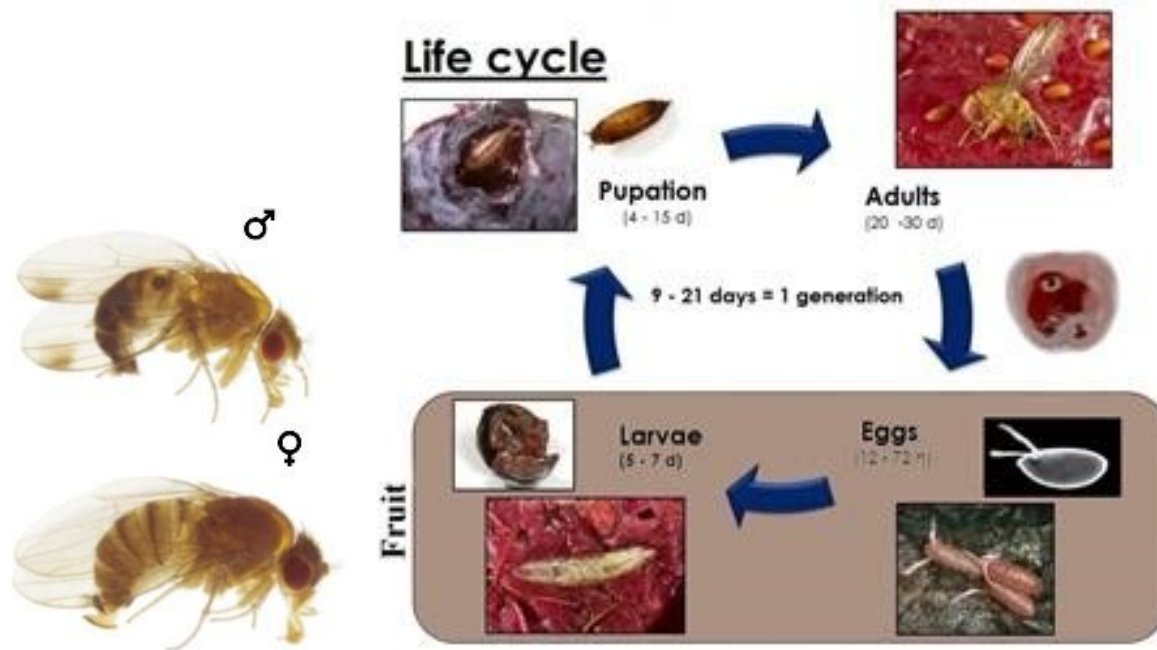 Life cycle
Pupation
(4 - 15 d)
Adults
(20 -30 d)
♂
9 - 21 days = 1 generation
♀
Larvae
(5 - 7 d)
Eggs
(12 - 72 h)
Fruit